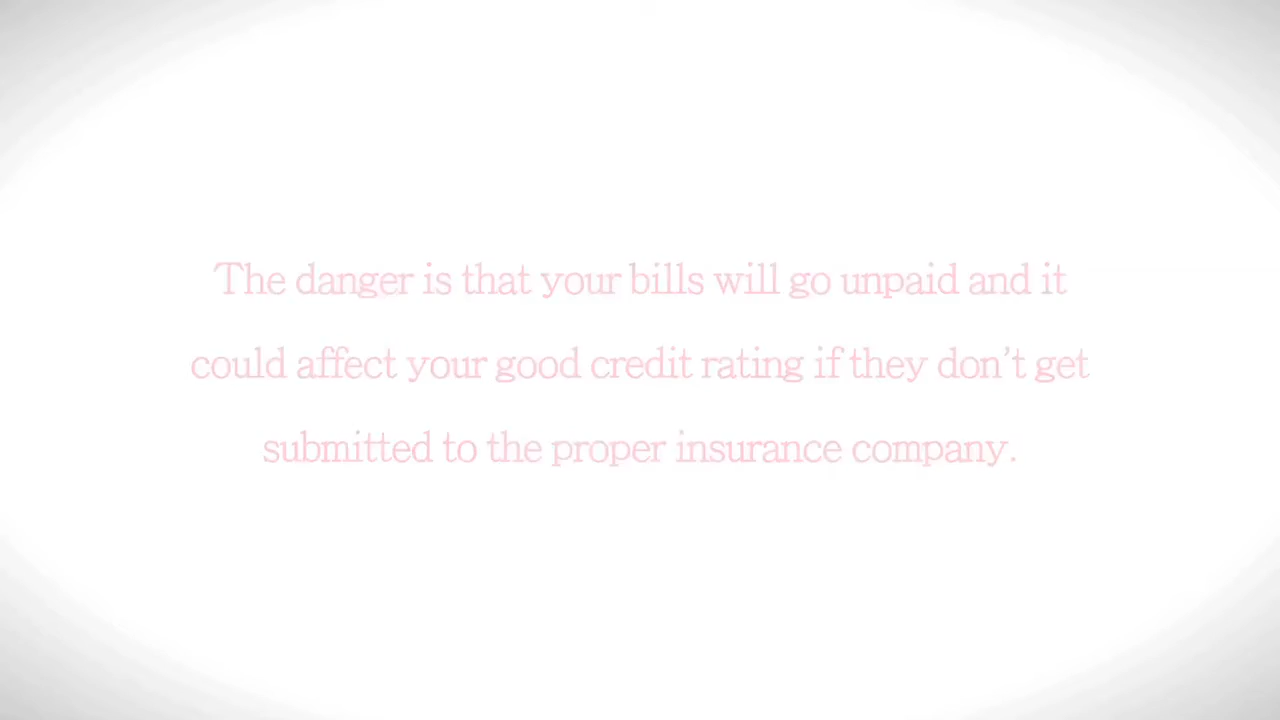 The danger is that your bills will go unpaid and it
could affect your good credit rating if they don’t get
submitted to the proper insurance company.